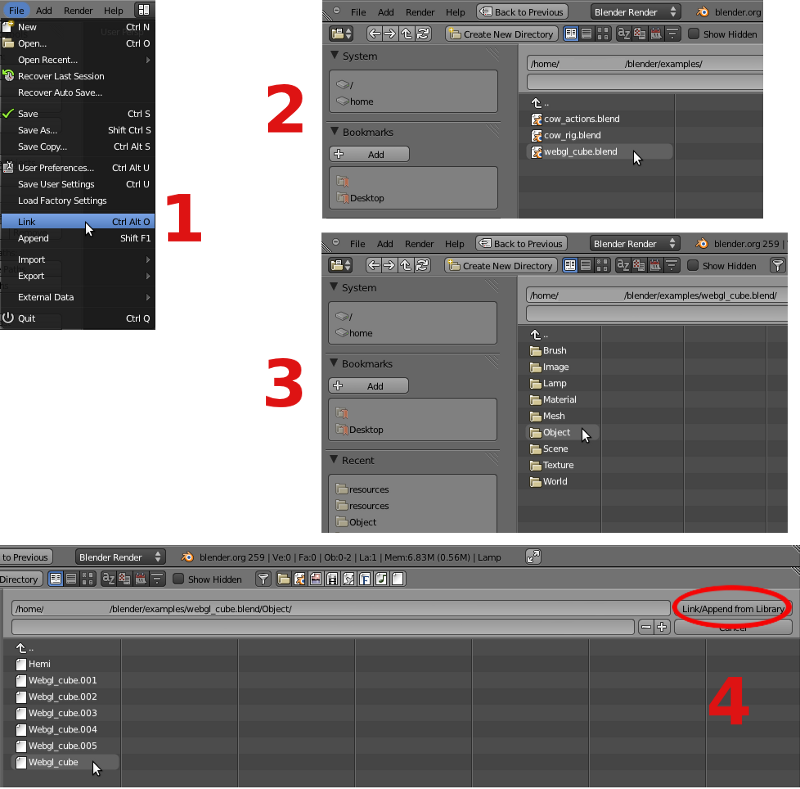 File Add Render Help
New Ctrl N
Open... Ctrl O
Open Recent...
Recover Last Session
Recover Auto Save...
Save Ctrl S
Save As... Shift Ctrl S
Save Copy... Ctrl Alt S
User Preferences... Ctrl Alt U
Save User Settings Ctrl U
Load Factory Settings
Link Ctrl Alt O
Append Shift F1
Import
Export
External Data
Quit Ctrl Q
1
2
File Add Render Help Back to Previous Blender Render blender.org
Create New Directory Show Hidden
System
/
home
Bookmarks
Add
Desktop
/home/ /blender/examples/
..
cow_actions.blend
cow_rig.blend
webgl_cube.blend
3
File Add Render Help Back to Previous Blender Render blender.org 259 |
Create New Directory Show Hidden
System
/
home
Bookmarks
Add
Desktop
Recent
resources
resources
Object
/home/ /blender/examples/webgl_cube.blend/
..
Brush
Image
Lamp
Material
Mesh
Object
Scene
Texture
World
to Previous Blender Render blender.org 259 | Ve:0 | Fa:0 | Ob:0-2 | La:1 | Mem:6.83M (0.56M) | Lamp
Directory Show Hidden
/home/ /blender/examples/webgl_cube.blend/Object/ Link/Append from Library
Cancel
..
Hemi
Webgl_cube.001
Webgl_cube.002
Webgl_cube.003
Webgl_cube.004
Webgl_cube.005
Webgl_cube
4